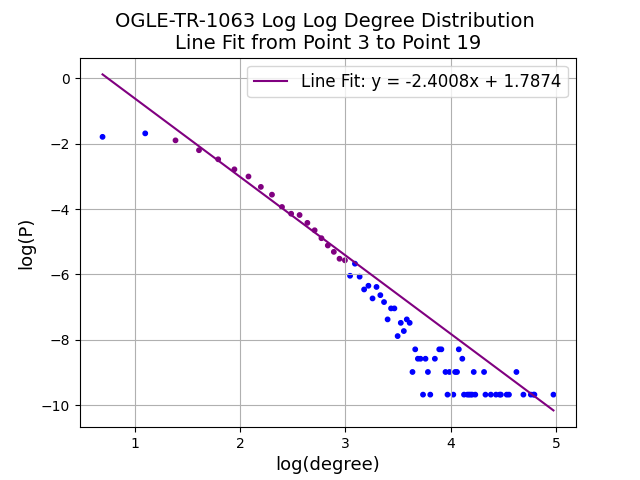 OGLE-TR-1063 Log Log Degree Distribution
Line Fit from Point 3 to Point 19
Line Fit: y = -2.4008x + 1.7874
log(P)
0
−2
−4
−6
−8
−10
1 2 3 4 5
log(degree)